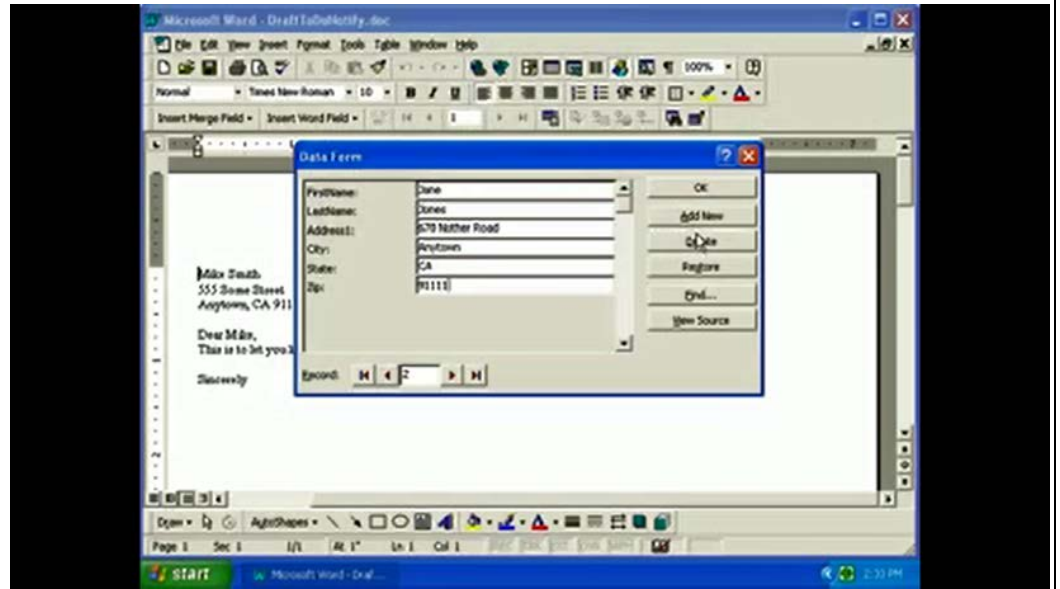 Microsoft Word - DraftToDoNotify.doc
File Edit View Insert Format Tools Table Window Help
100%
Normal Times New Roman 10 B I U
Insert Merge Field Insert Word Field 1
Data Form
FirstName: Jane OK
LastName: Jones Add New
Address1: 678 Nother Road Delete
City: Anytown Restore
State: CA Find...
Zip: 91111 View Source
Record: 2
Mike Smith
555 Some Street
Anytown, CA 911
Dear Mike,
This is to let you k
Sincerely
Draw AutoShapes
Page 1 Sec 1 1/1 At 1" Ln 1 Col 1
start Microsoft Word - Draf... 2:33 PM